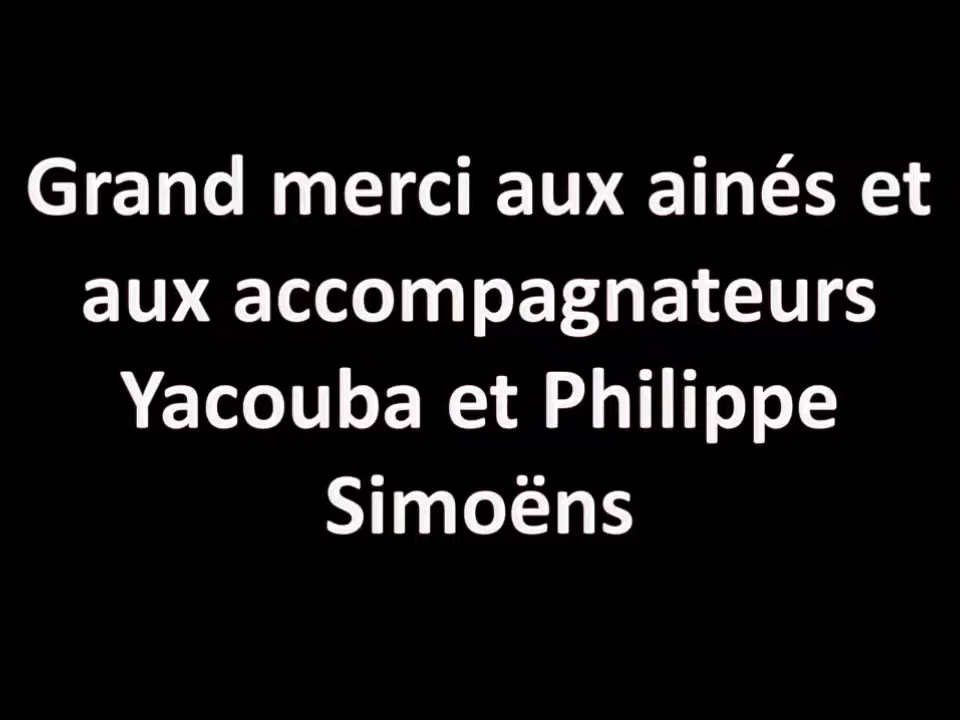 Grand merci aux ainés et
aux accompagnateurs
Yacouba et Philippe
Simoëns